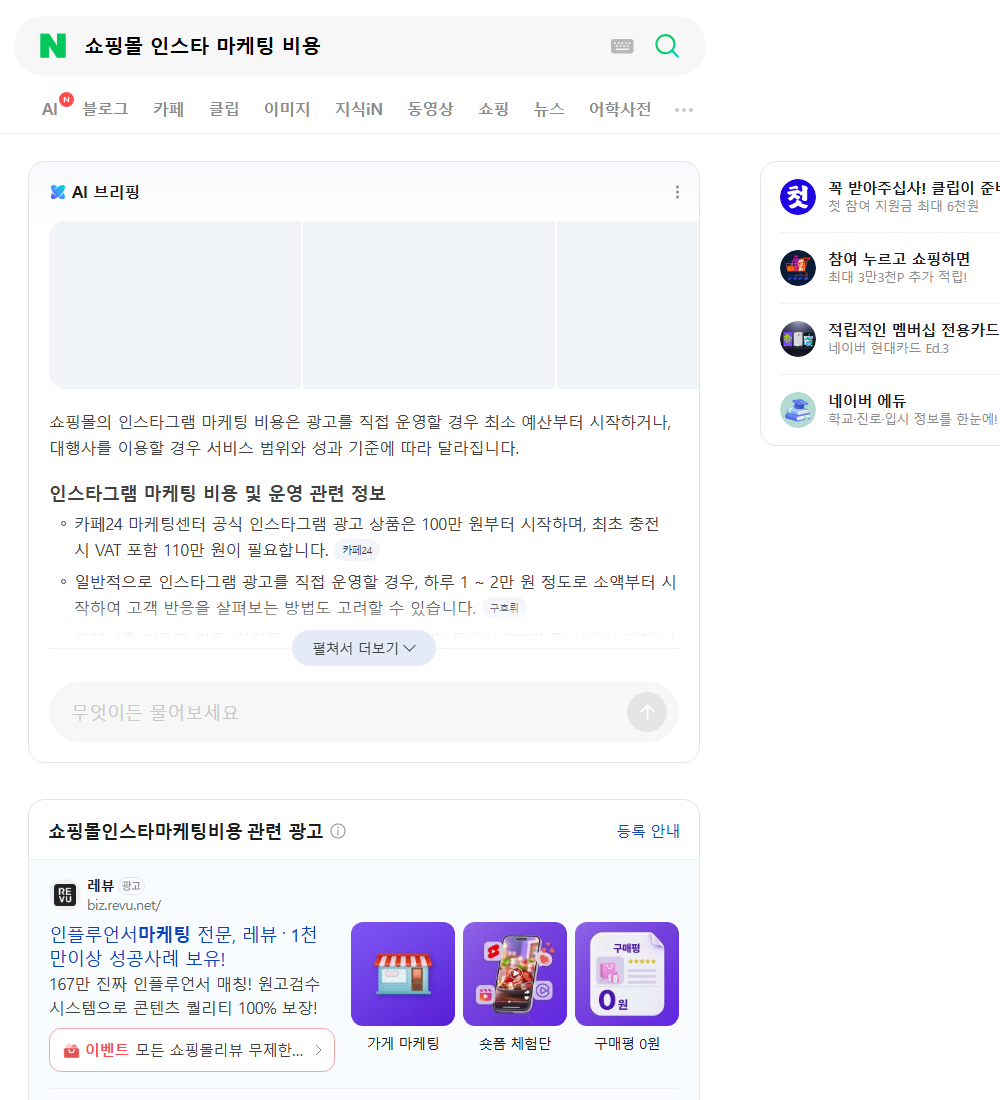 N 쇼핑몰 인스타 마케팅 비용
AI N 블로그 카페 클립 이미지 지식iN 동영상 쇼핑 뉴스 어학사전
AI 브리핑
쇼핑몰의 인스타그램 마케팅 비용은 광고를 직접 운영할 경우 최소 예산부터 시작하거나,
대행사를 이용할 경우 서비스 범위와 성과 기준에 따라 달라집니다.
인스타그램 마케팅 비용 및 운영 관련 정보
카페24 마케팅센터 공식 인스타그램 광고 상품은 100만 원부터 시작하며, 최초 충전
시 VAT 포함 110만 원이 필요합니다. 카페24
일반적으로 인스타그램 광고를 직접 운영할 경우, 하루 1 ~ 2만 원 정도로 소액부터 시
작하여 고객 반응을 살펴보는 방법도 고려할 수 있습니다. 구흐뤼
펼쳐서 더보기
무엇이든 물어보세요
쇼핑몰인스타마케팅비용 관련 광고
등록 안내
REVU
레뷰 광고
biz.revu.net/
인플루언서마케팅 전문, 레뷰 · 1천
만이상 성공사례 보유!
167만 진짜 인플루언서 매칭! 원고검수
시스템으로 콘텐츠 퀄리티 100% 보장!
이벤트 모든 쇼핑몰리뷰 무제한...
구매평
0원
가게 마케팅
숏폼 체험단
구매평 0원
첫
꼭 받아주십사! 클립이 준
첫 참여 지원금 최대 6천원
참여 누르고 쇼핑하면
최대 3만3천P 추가 적립!
적립적인 멤버십 전용카드
네이버 현대카드 Ed.3
네이버 에듀
학교·진로·입시 정보를 한눈에!